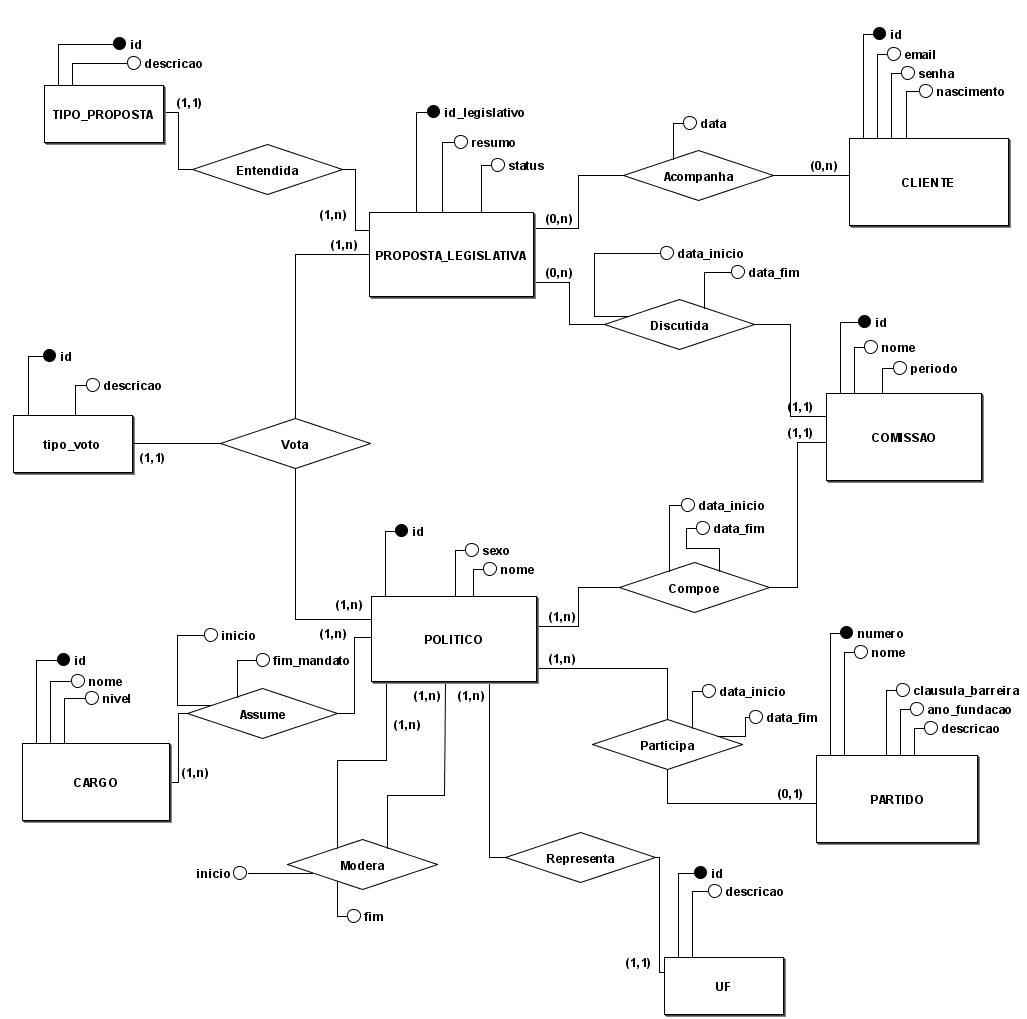 id
descricao
TIPO_PROPOSTA
(1,1)
Entendida
(1,n)
id_legislativo
resumo
status
PROPOSTA_LEGISLATIVA
(1,n)
(0,n)
(0,n)
data
Acompanha
(0,n)
id
email
senha
nascimento
CLIENTE
data_inicio
data_fim
Discutida
(1,1)
id
nome
periodo
COMISSAO
(1,1)
id
descricao
tipo_voto
(1,1)
Vota
(1,n)
id
sexo
nome
POLITICO
(1,n)
data_inicio
data_fim
Compoe
(1,n)
inicio
fim_mandato
Assume
(1,n)
id
nome
nivel
CARGO
(1,n)
data_inicio
data_fim
Participa
(0,1)
numero
nome
clausula_barreira
ano_fundacao
descricao
PARTIDO
(1,n)
(1,n)
(1,n)
Modera
inicio
fim
Representa
(1,1)
id
descricao
UF